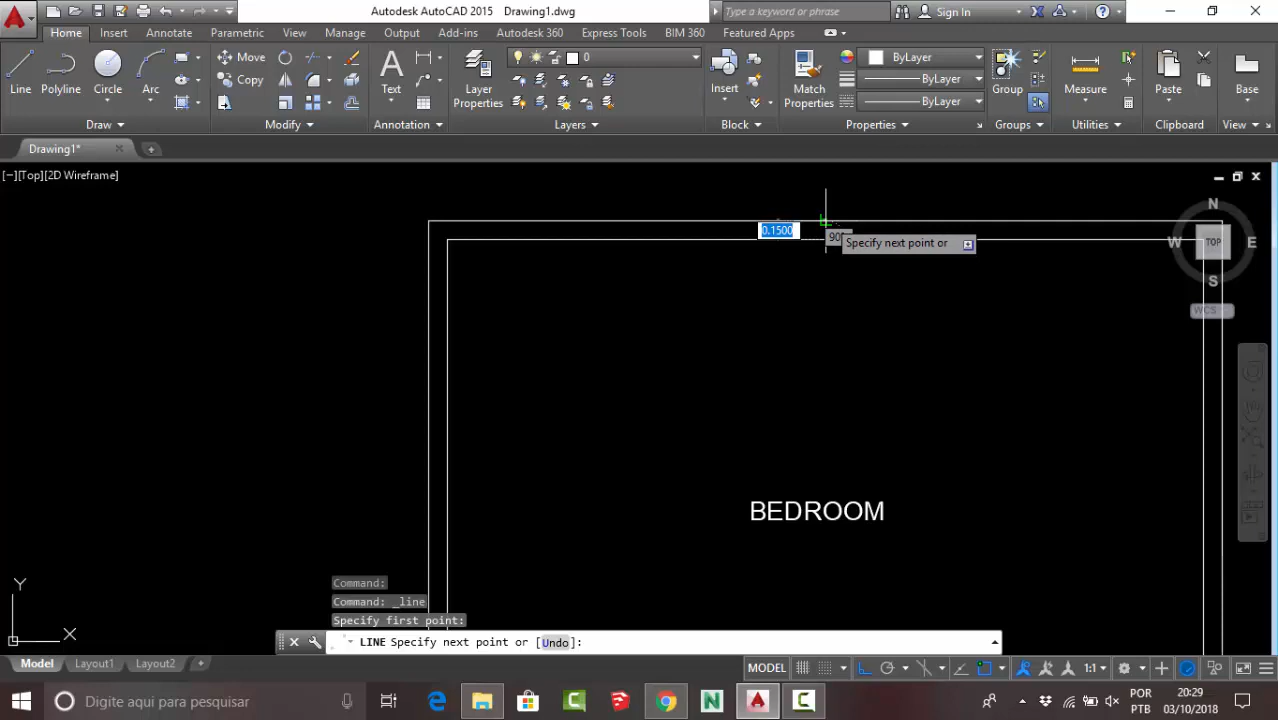 Autodesk AutoCAD 2015 Drawing1.dwg
Type a keyword or phrase
Sign In
Home Insert Annotate Parametric View Manage Output Add-ins Autodesk 360 Express Tools BIM 360 Featured Apps
Line Polyline Circle Arc
Move
Copy
Text
Layer
Properties
0
Insert
Match
Properties
ByLayer
ByLayer
ByLayer
Group
Measure
Paste
Base
Draw Modify Annotation Layers Block Properties Groups Utilities Clipboard View
Drawing1*
[−][Top][2D Wireframe]
N
W TOP E
S
WCS
0.1500
90°
Specify next point or
BEDROOM
Y
X
Command:
Command: _line
Specify first point:
LINE Specify next point or [Undo]:
Model Layout1 Layout2 +
MODEL
1:1
Digite aqui para pesquisar
POR
PTB
20:29
03/10/2018